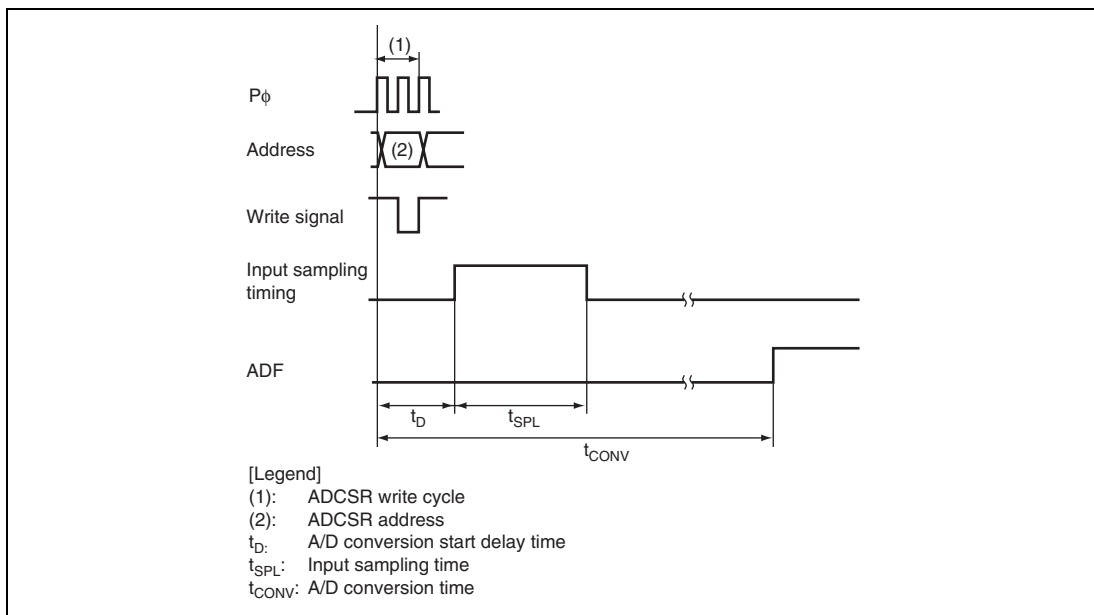 (1)
Pφ
Address
(2)
Write signal
Input sampling
timing
ADF
tD
tSPL
tCONV
[Legend]
(1): ADCSR write cycle
(2): ADCSR address
tD: A/D conversion start delay time
tSPL: Input sampling time
tCONV: A/D conversion time